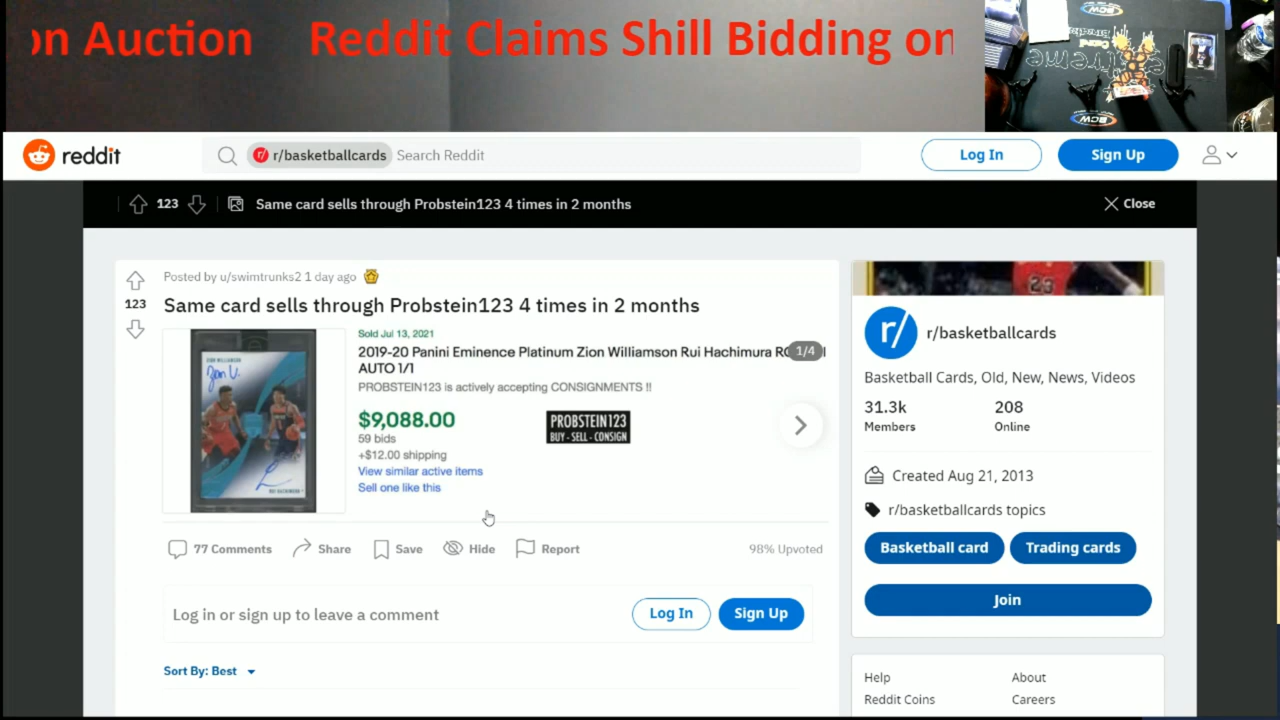 on Auction Reddit Claims Shill Bidding on
BCW
BCW
reddit
r/basketballcards Search Reddit
Log In
Sign Up
123
Same card sells through Probstein123 4 times in 2 months
Close
Posted by u/swimtrunks2 1 day ago
123
Same card sells through Probstein123 4 times in 2 months
Sold Jul 13, 2021
2019-20 Panini Eminence Platinum Zion Williamson Rui Hachimura
1/4
AUTO 1/1
PROBSTEIN123 is actively accepting CONSIGNMENTS !!
$9,088.00
59 bids
+$12.00 shipping
View similar active items
Sell one like this
PROBSTEIN123
BUY - SELL - CONSIGN
ZION WILLIAMSON
RUI HACHIMURA
77 Comments
Share
Save
Hide
Report
98% Upvoted
Log in or sign up to leave a comment
Log In
Sign Up
Sort By: Best
23
r/
r/basketballcards
Basketball Cards, Old, New, News, Videos
31.3k
208
Members
Online
Created Aug 21, 2013
r/basketballcards topics
Basketball card
Trading cards
Join
Help
About
Reddit Coins
Careers